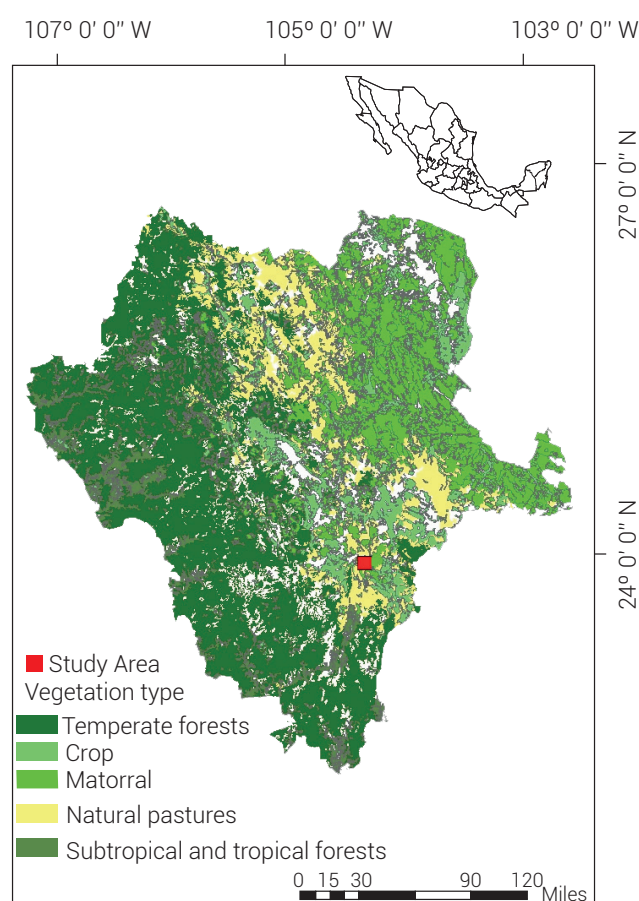 107º 0' 0'' W 105º 0' 0'' W 103º 0' 0'' W
27º 0' 0'' N
24º 0' 0'' N
Study Area
Vegetation type
Temperate forests
Crop
Matorral
Natural pastures
Subtropical and tropical forests
0 15 30 90 120
Miles